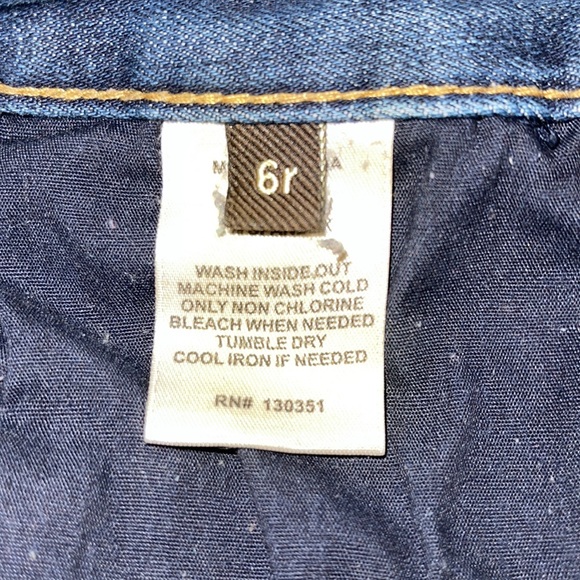 6r
WASH INSIDE OUT
MACHINE WASH COLD
ONLY NON CHLORINE
BLEACH WHEN NEEDED
TUMBLE DRY
COOL IRON IF NEEDED
RN# 130351